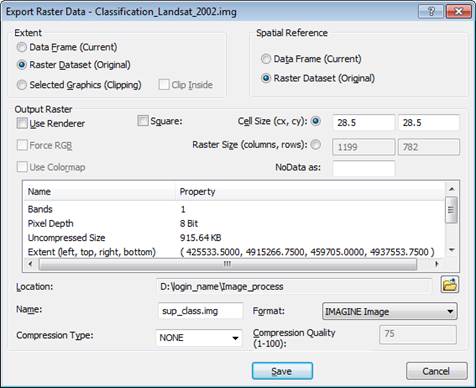 Export Raster Data - Classification_Landsat_2002.img
Extent
Data Frame (Current)
Raster Dataset (Original)
Selected Graphics (Clipping)
Clip Inside
Spatial Reference
Data Frame (Current)
Raster Dataset (Original)
Output Raster
Use Renderer
Square:
Cell Size (cx, cy):
28.5
28.5
Force RGB
Raster Size (columns, rows):
1199
782
Use Colormap
NoData as:
Name
Property
Bands
1
Pixel Depth
8 Bit
Uncompressed Size
915.64 KB
Extent (left, top, right, bottom)
( 425533.5000, 4915266.7500, 459705.0000, 4937553.7500 )
Location:
D:\login_name\Image_process
Name:
sup_class.img
Format:
IMAGINE Image
Compression Type:
NONE
Compression Quality
(1-100):
75
Save
Cancel